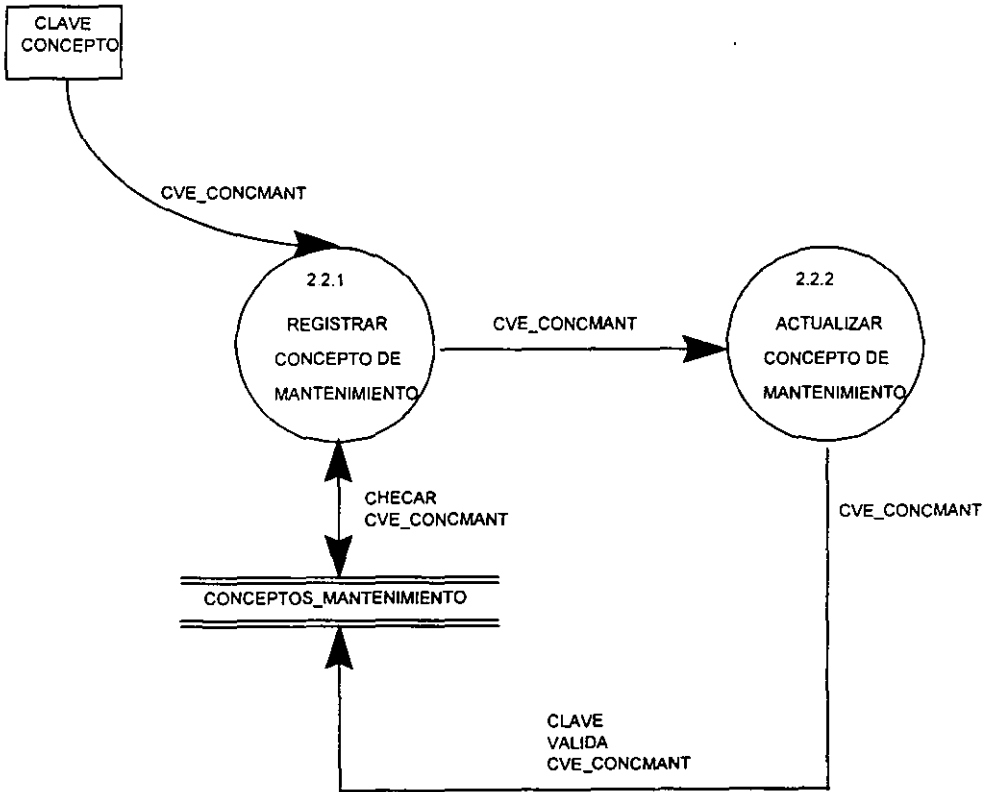 CLAVE
CONCEPTO
CVE_CONCMANT
2.2.1
REGISTRAR
CONCEPTO DE
MANTENIMIENTO
CVE_CONCMANT
2.2.2
ACTUALIZAR
CONCEPTO DE
MANTENIMIENTO
CHECAR
CVE_CONCMANT
CVE_CONCMANT
CONCEPTOS_MANTENIMIENTO
CLAVE
VALIDA
CVE_CONCMANT